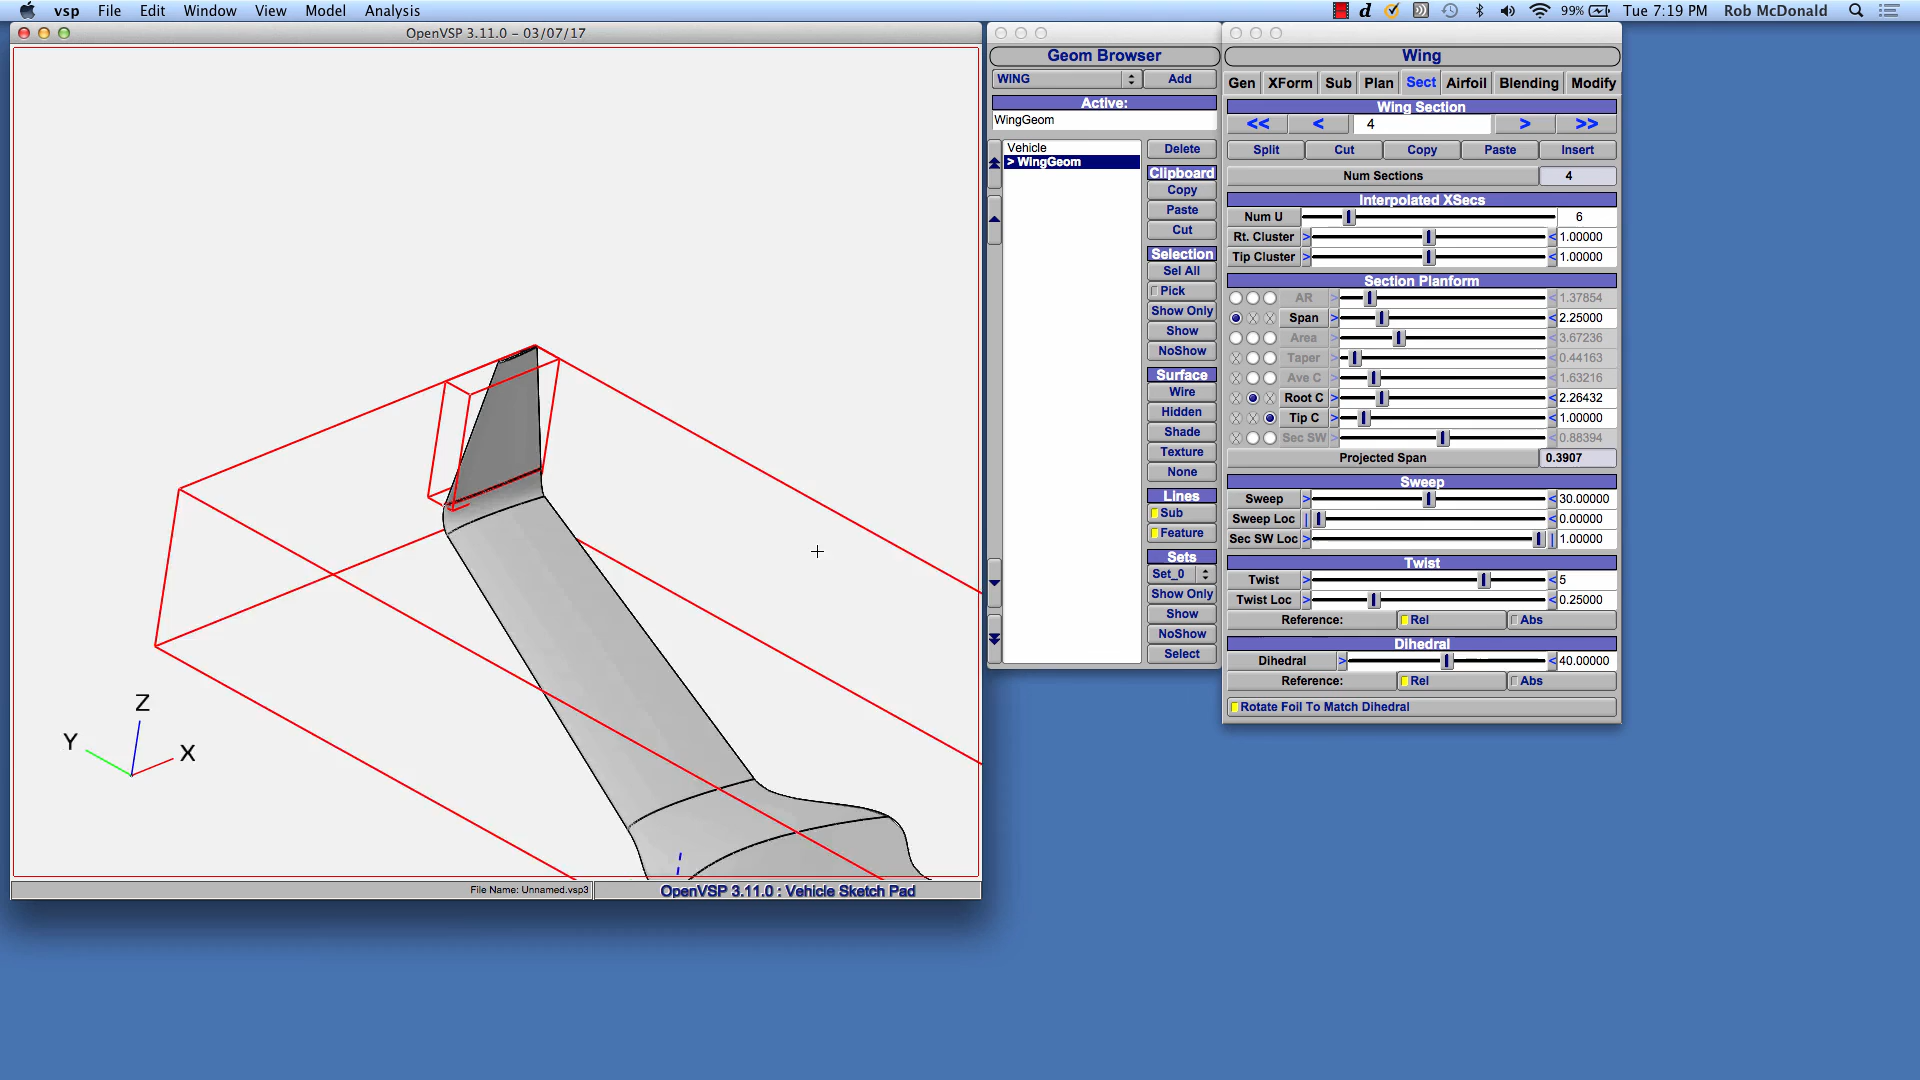 vsp File Edit Window View Model Analysis
99% Tue 7:19 PM Rob McDonald
OpenVSP 3.11.0 - 03/07/17
Z
Y
X
File Name: Unnamed.vsp3
OpenVSP 3.11.0 : Vehicle Sketch Pad
Geom Browser
WING Add
Active:
WingGeom
Vehicle
> WingGeom
Delete
Clipboard
Copy
Paste
Cut
Selection
Sel All
Pick
Show Only
Show
NoShow
Surface
Wire
Hidden
Shade
Texture
None
Lines
Sub
Feature
Sets
Set_0
Show Only
Show
NoShow
Select
Wing
Gen XForm Sub Plan Sect Airfoil Blending Modify
Wing Section
<< < 4 > >>
Split Cut Copy Paste Insert
Num Sections 4
Interpolated XSecs
Num U 6
Rt. Cluster > < 1.00000
Tip Cluster > < 1.00000
Section Planform
AR > < 1.37854
Span > < 2.25000
Area > < 3.67236
Taper > < 0.44163
Ave C > < 1.63216
Root C > < 2.26432
Tip C > < 1.00000
Sec SW > < 0.88394
Projected Span 0.3907
Sweep
Sweep > < 30.00000
Sweep Loc | < 0.00000
Sec SW Loc > | 1.00000
Twist
Twist > < 5
Twist Loc > < 0.25000
Reference: Rel Abs
Dihedral
Dihedral > < 40.00000
Reference: Rel Abs
Rotate Foil To Match Dihedral